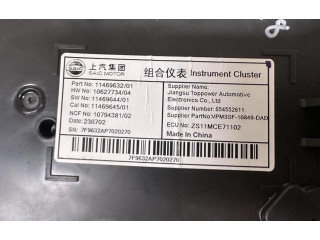 8
上汽集团
SAIC MOTOR
组合仪表 Instrument Cluster
Part No: 11469632/01
HW No: 10627734/04
SW No: 11469644/01
Cal No: 11469645/01
NCF No: 10794381/02
Date: 230702
SN: 7F9632AP7020270
Supplier Name:
Jiangsu Toppower Automotive
Electronics Co., Ltd
Supplier Number: 654552611
Supplier PartNo:VPM3SF-10849-DAD
ECU No: ZS11MCE71102
Made In China
7F9632AP7020270